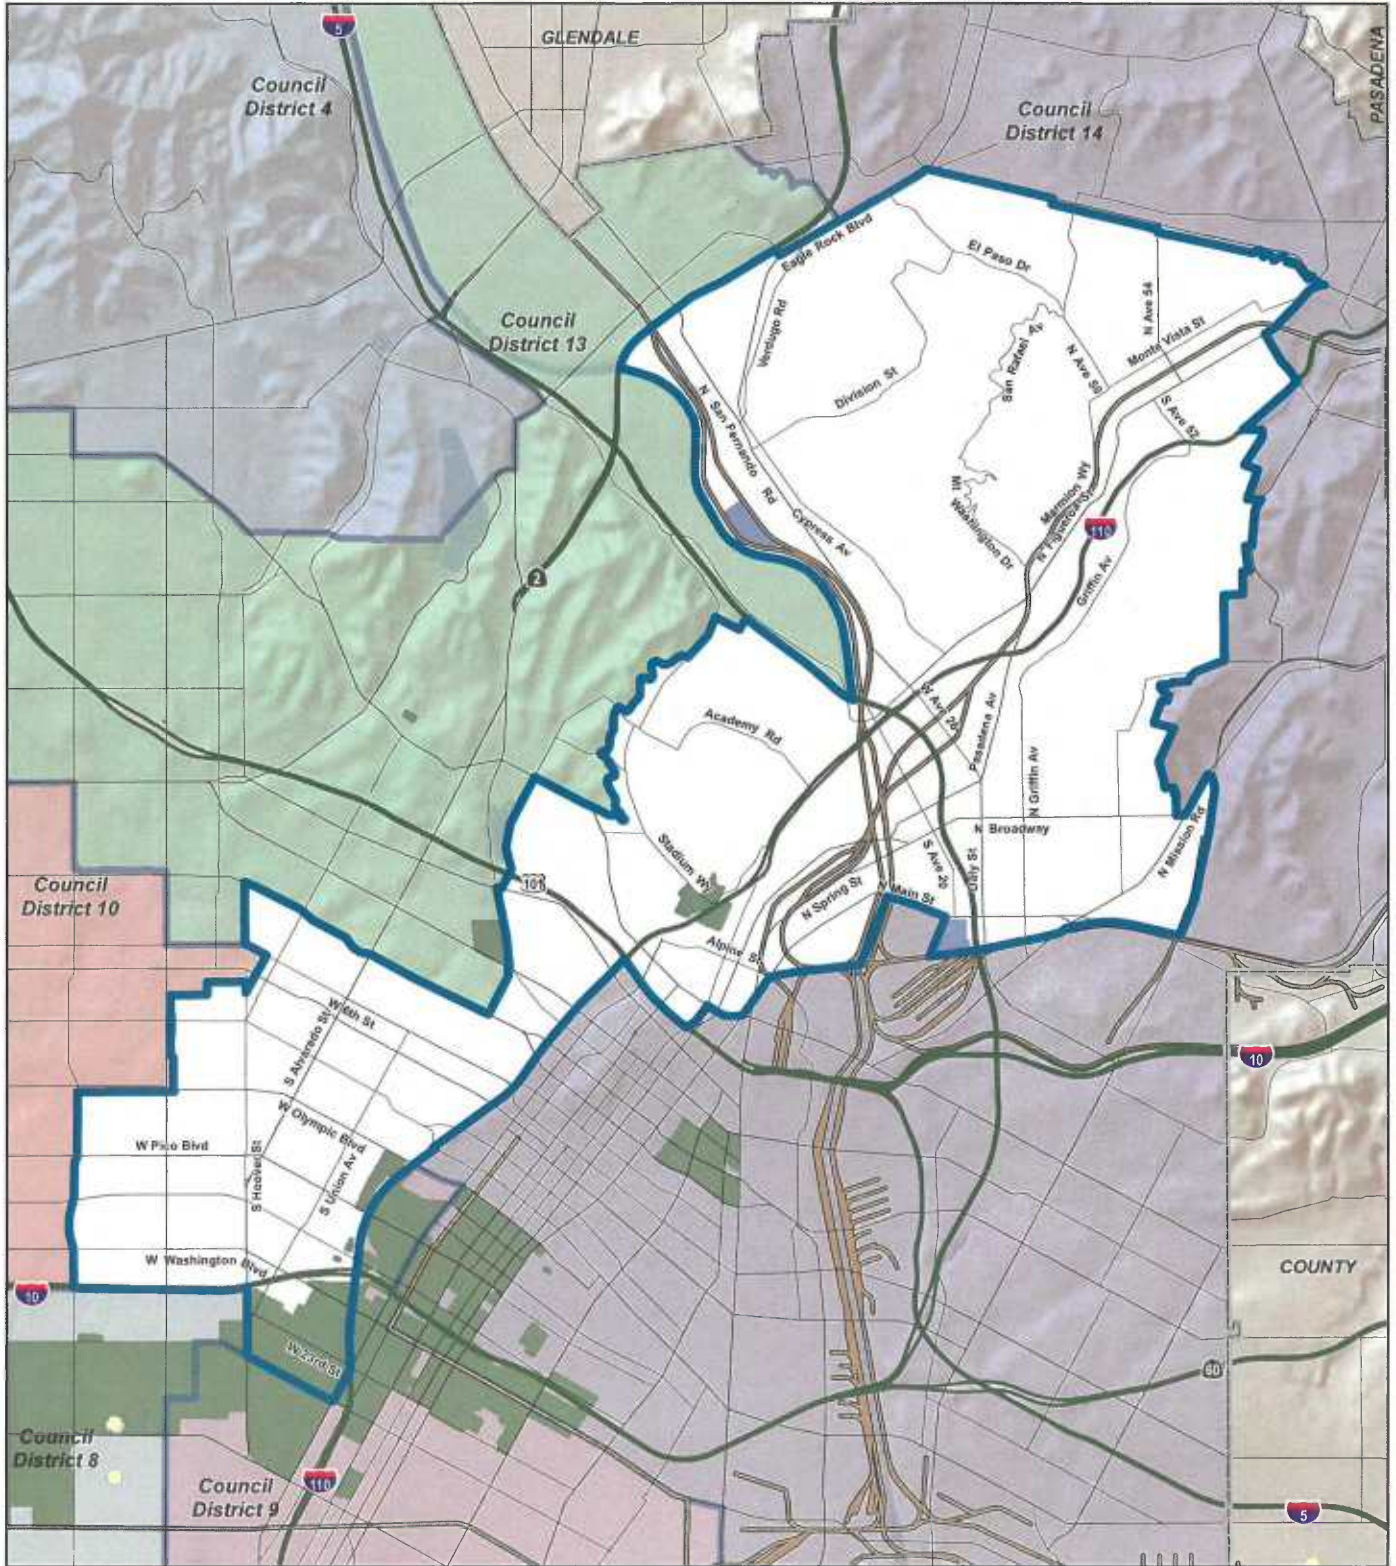 5
GLENDALE
PASADENA
Council
District 4
Council
District 14
Eagle Rock Blvd
El Paso Dr
N Ave 54
Verdugo Rd
Council
District 13
Monte Vista St
San Rafael Av
N Ave 50
Division St
S Ave 52
N San Fernando Rd
Mt Washington Dr
Marmion Wy
N Figueroa St
Cypress Av
110
2
Griffin Av
W Ave 26
Academy Rd
Pasadena Av
N Griffin Av
N Broadway
Stadium Wy
S Ave 20
Daly St
N Mission Rd
101
Council
District 10
N Spring St
N Main St
Alpine St
W 6th St
S Alvarado St
10
W Olympic Blvd
W Pico Blvd
S Hoover St
S Union Av
W Washington Blvd
COUNTY
10
W 23rd St
60
Council
District 8
Council
District 9
110
5